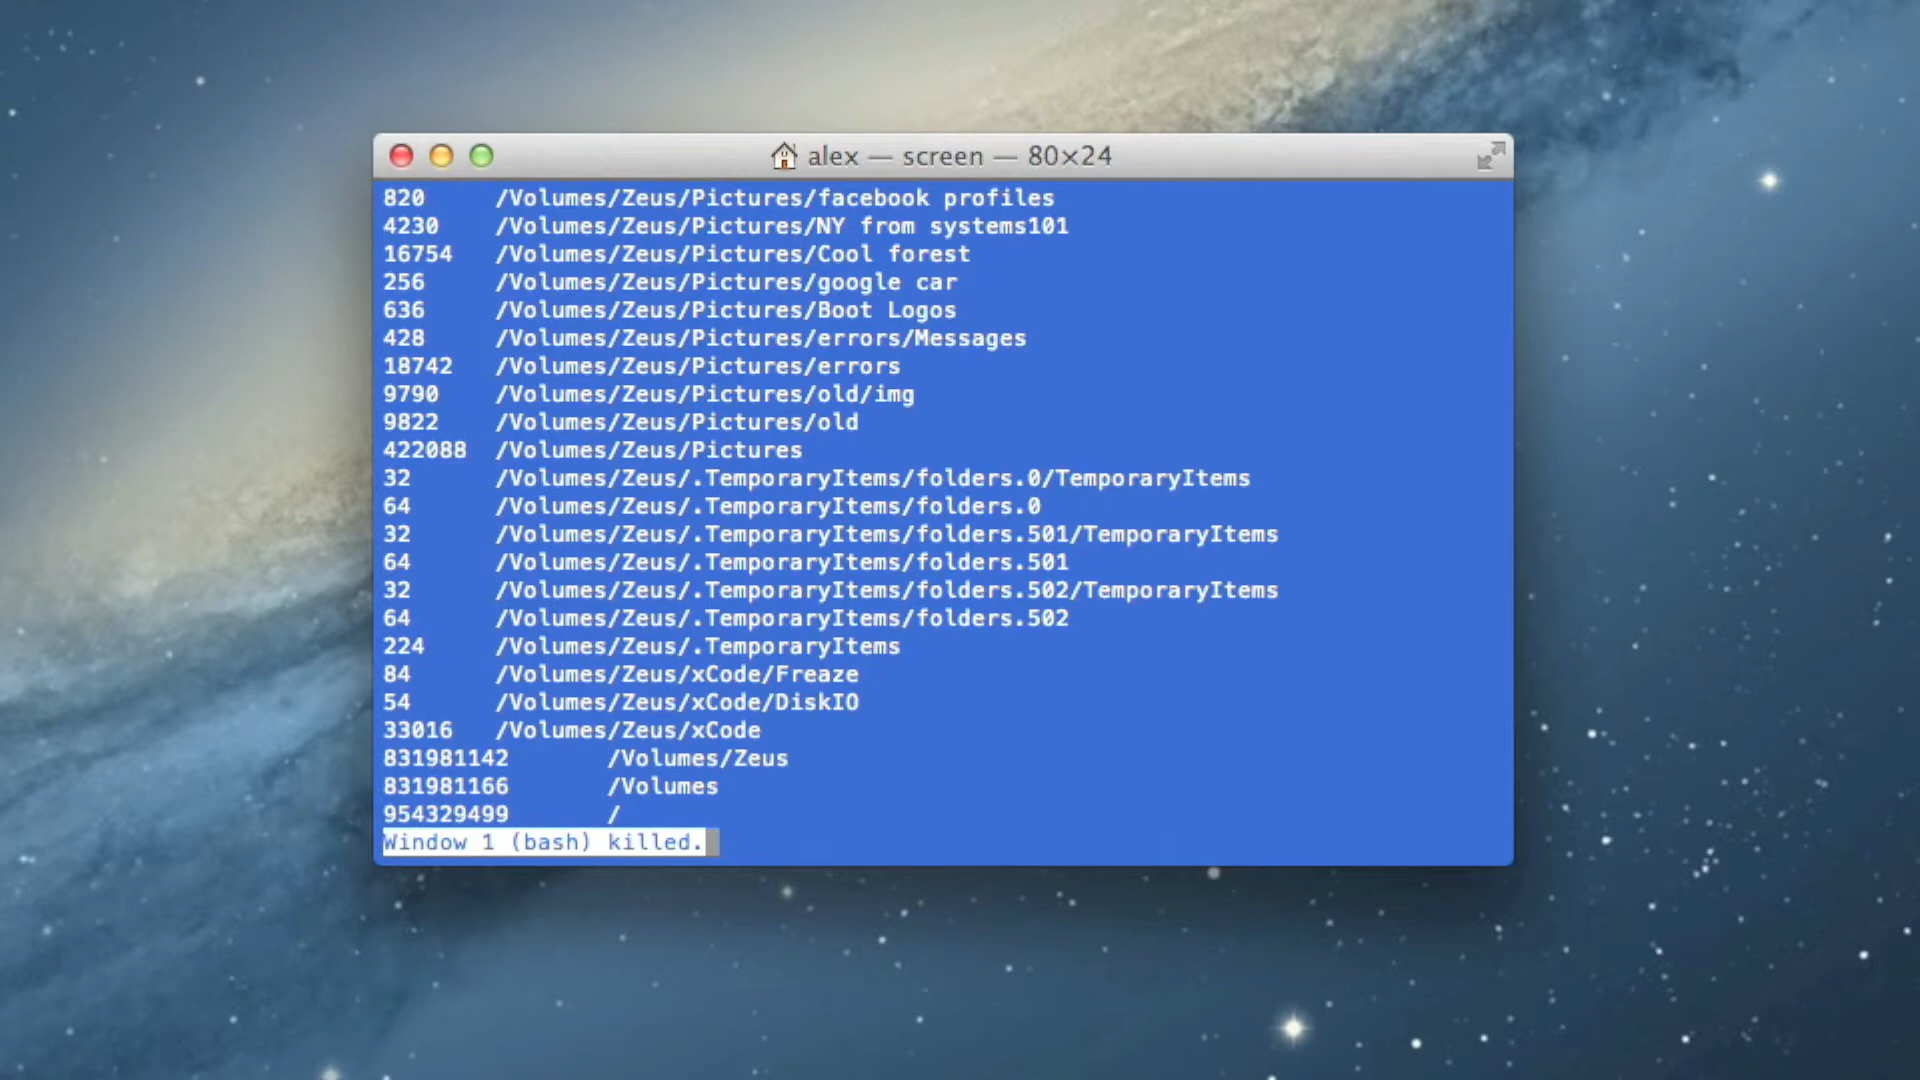 alex — screen — 80×24
820 /Volumes/Zeus/Pictures/facebook profiles
4230 /Volumes/Zeus/Pictures/NY from systems101
16754 /Volumes/Zeus/Pictures/Cool forest
256 /Volumes/Zeus/Pictures/google car
636 /Volumes/Zeus/Pictures/Boot Logos
428 /Volumes/Zeus/Pictures/errors/Messages
18742 /Volumes/Zeus/Pictures/errors
9790 /Volumes/Zeus/Pictures/old/img
9822 /Volumes/Zeus/Pictures/old
422088 /Volumes/Zeus/Pictures
32 /Volumes/Zeus/.TemporaryItems/folders.0/TemporaryItems
64 /Volumes/Zeus/.TemporaryItems/folders.0
32 /Volumes/Zeus/.TemporaryItems/folders.501/TemporaryItems
64 /Volumes/Zeus/.TemporaryItems/folders.501
32 /Volumes/Zeus/.TemporaryItems/folders.502/TemporaryItems
64 /Volumes/Zeus/.TemporaryItems/folders.502
224 /Volumes/Zeus/.TemporaryItems
84 /Volumes/Zeus/xCode/Freaze
54 /Volumes/Zeus/xCode/DiskIO
33016 /Volumes/Zeus/xCode
831981142 /Volumes/Zeus
831981166 /Volumes
954329499 /
Window 1 (bash) killed.